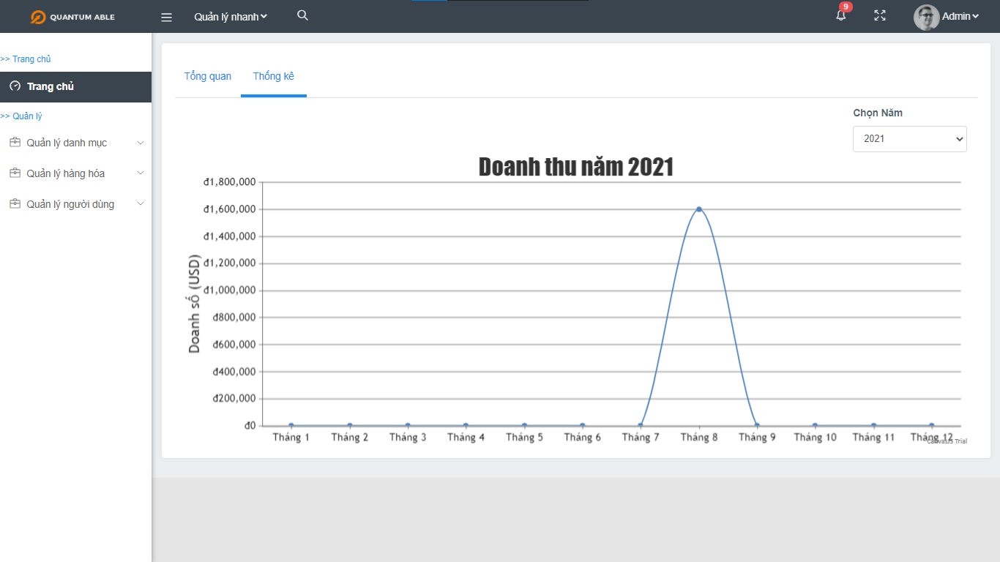 QUANTUM ABLE
Quản lý nhanh
9
Admin
>> Trang chủ
Trang chủ
>> Quản lý
Quản lý danh mục
Quản lý hàng hóa
Quản lý người dùng
Tổng quan
Thống kê
Chọn Năm
2021
Doanh thu năm 2021
Doanh số (USD)
đ1,800,000
đ1,600,000
đ1,400,000
đ1,200,000
đ1,000,000
đ800,000
đ600,000
đ400,000
đ200,000
đ0
Tháng 1 Tháng 2 Tháng 3 Tháng 4 Tháng 5 Tháng 6 Tháng 7 Tháng 8 Tháng 9 Tháng 10 Tháng 11 Tháng 12
CanvasJS Trial